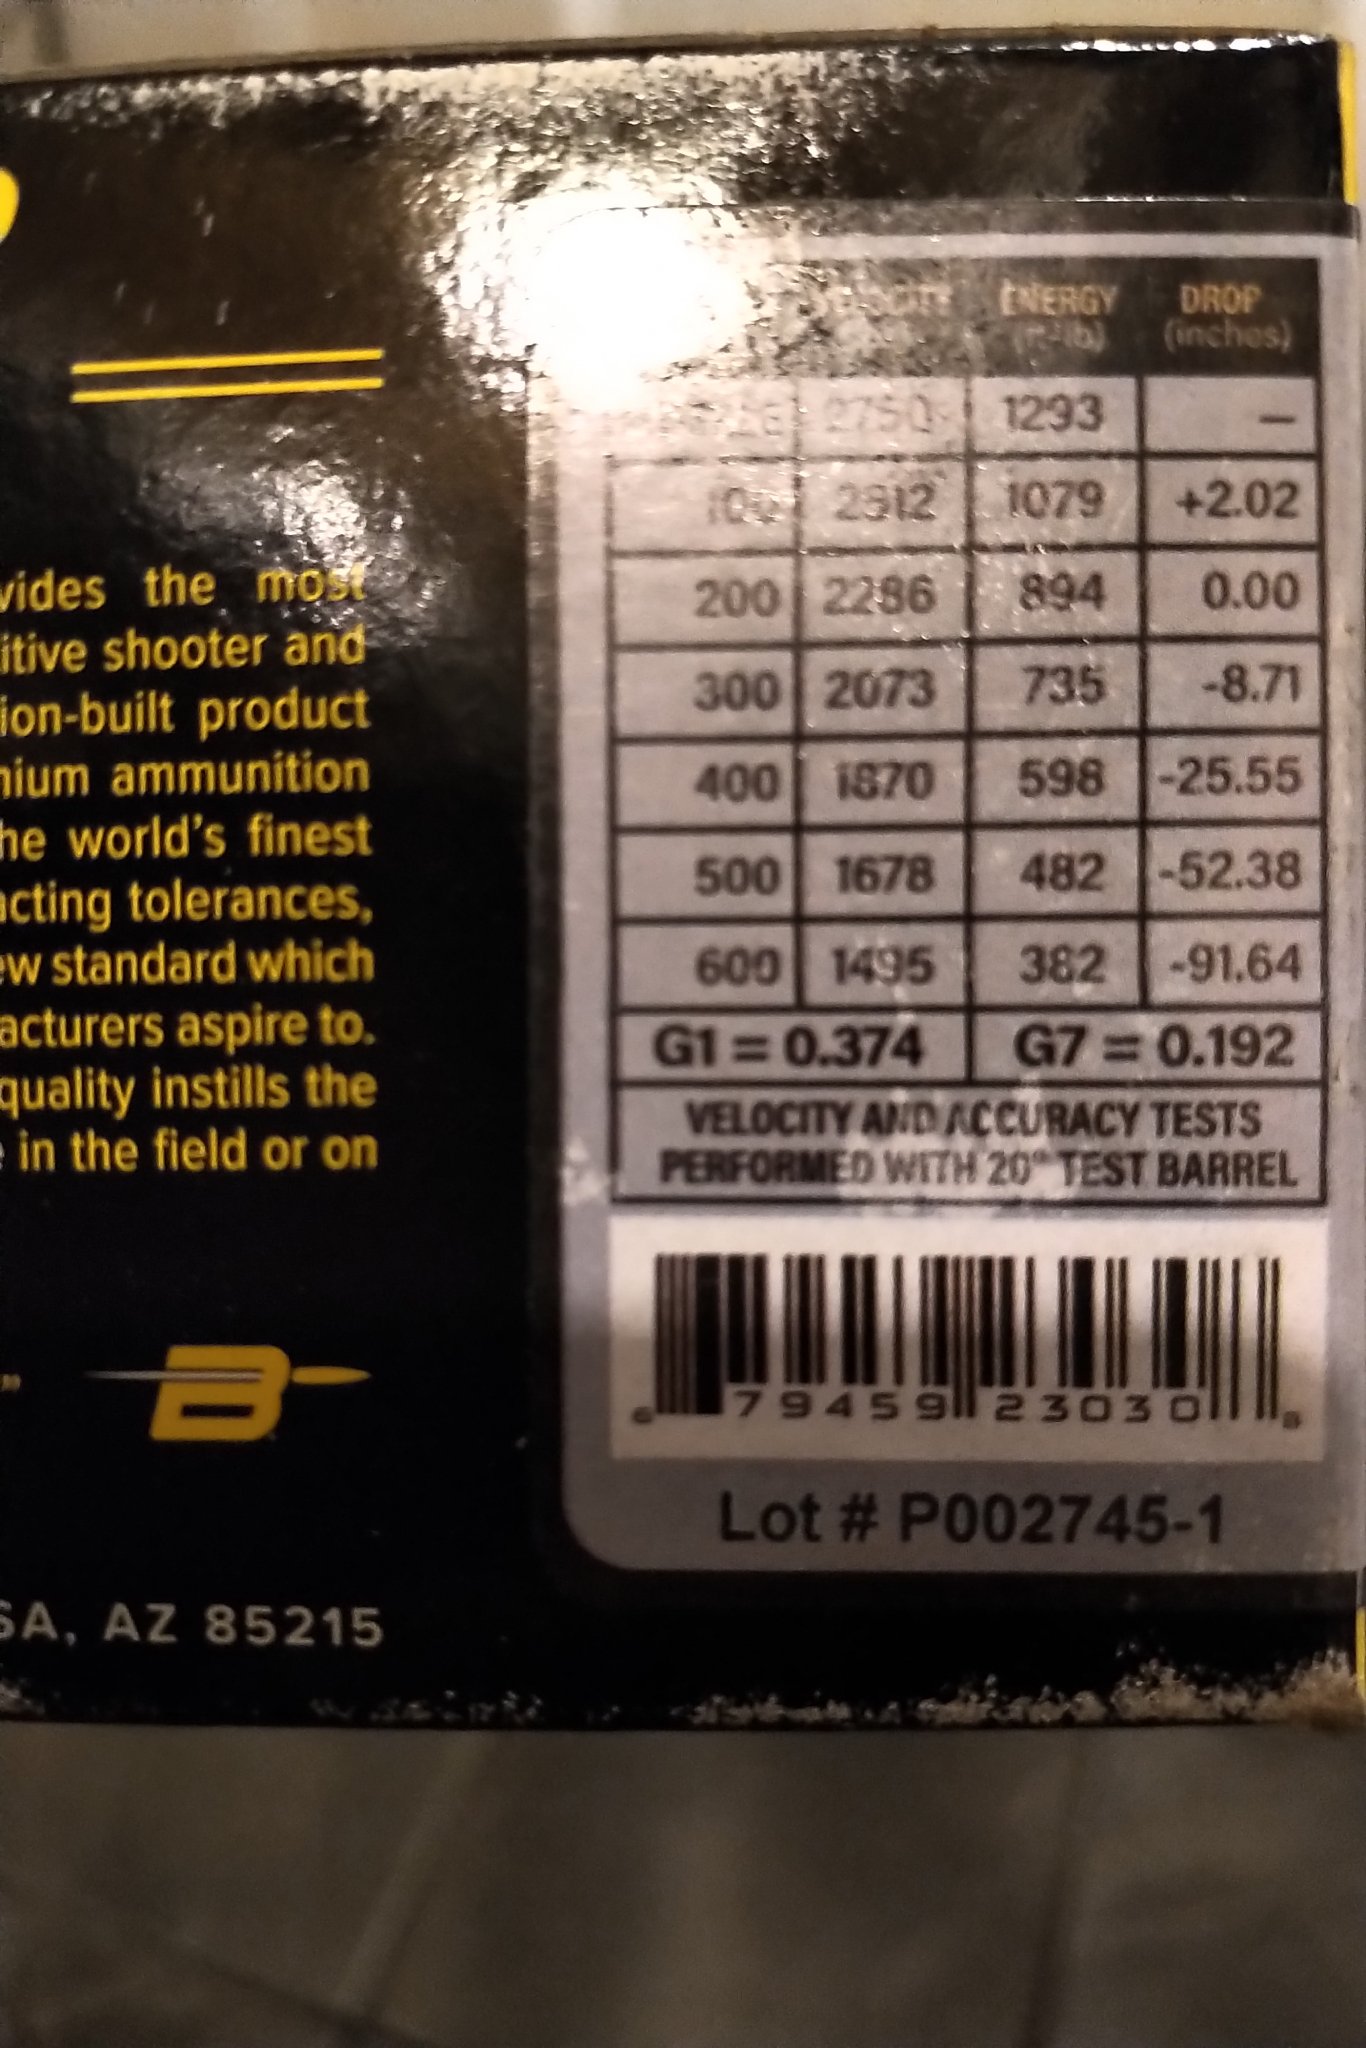 vides the most
itive shooter and
ion-built product
nium ammunition
he world's finest
acting tolerances,
ew standard which
acturers aspire to.
quality instills the
in the field or on
B
SA, AZ 85215
ENERGY DROP
(ft-lb) (inches)
2750 1293 —
100 2512 1079 +2.02
200 2286 894 0.00
300 2073 735 -8.71
400 1870 598 -25.55
500 1678 482 -52.38
600 1495 382 -91.64
G1 = 0.374 G7 = 0.192
VELOCITY AND ACCURACY TESTS
PERFORMED WITH 20" TEST BARREL
6 79459 23030 8
Lot # P002745-1